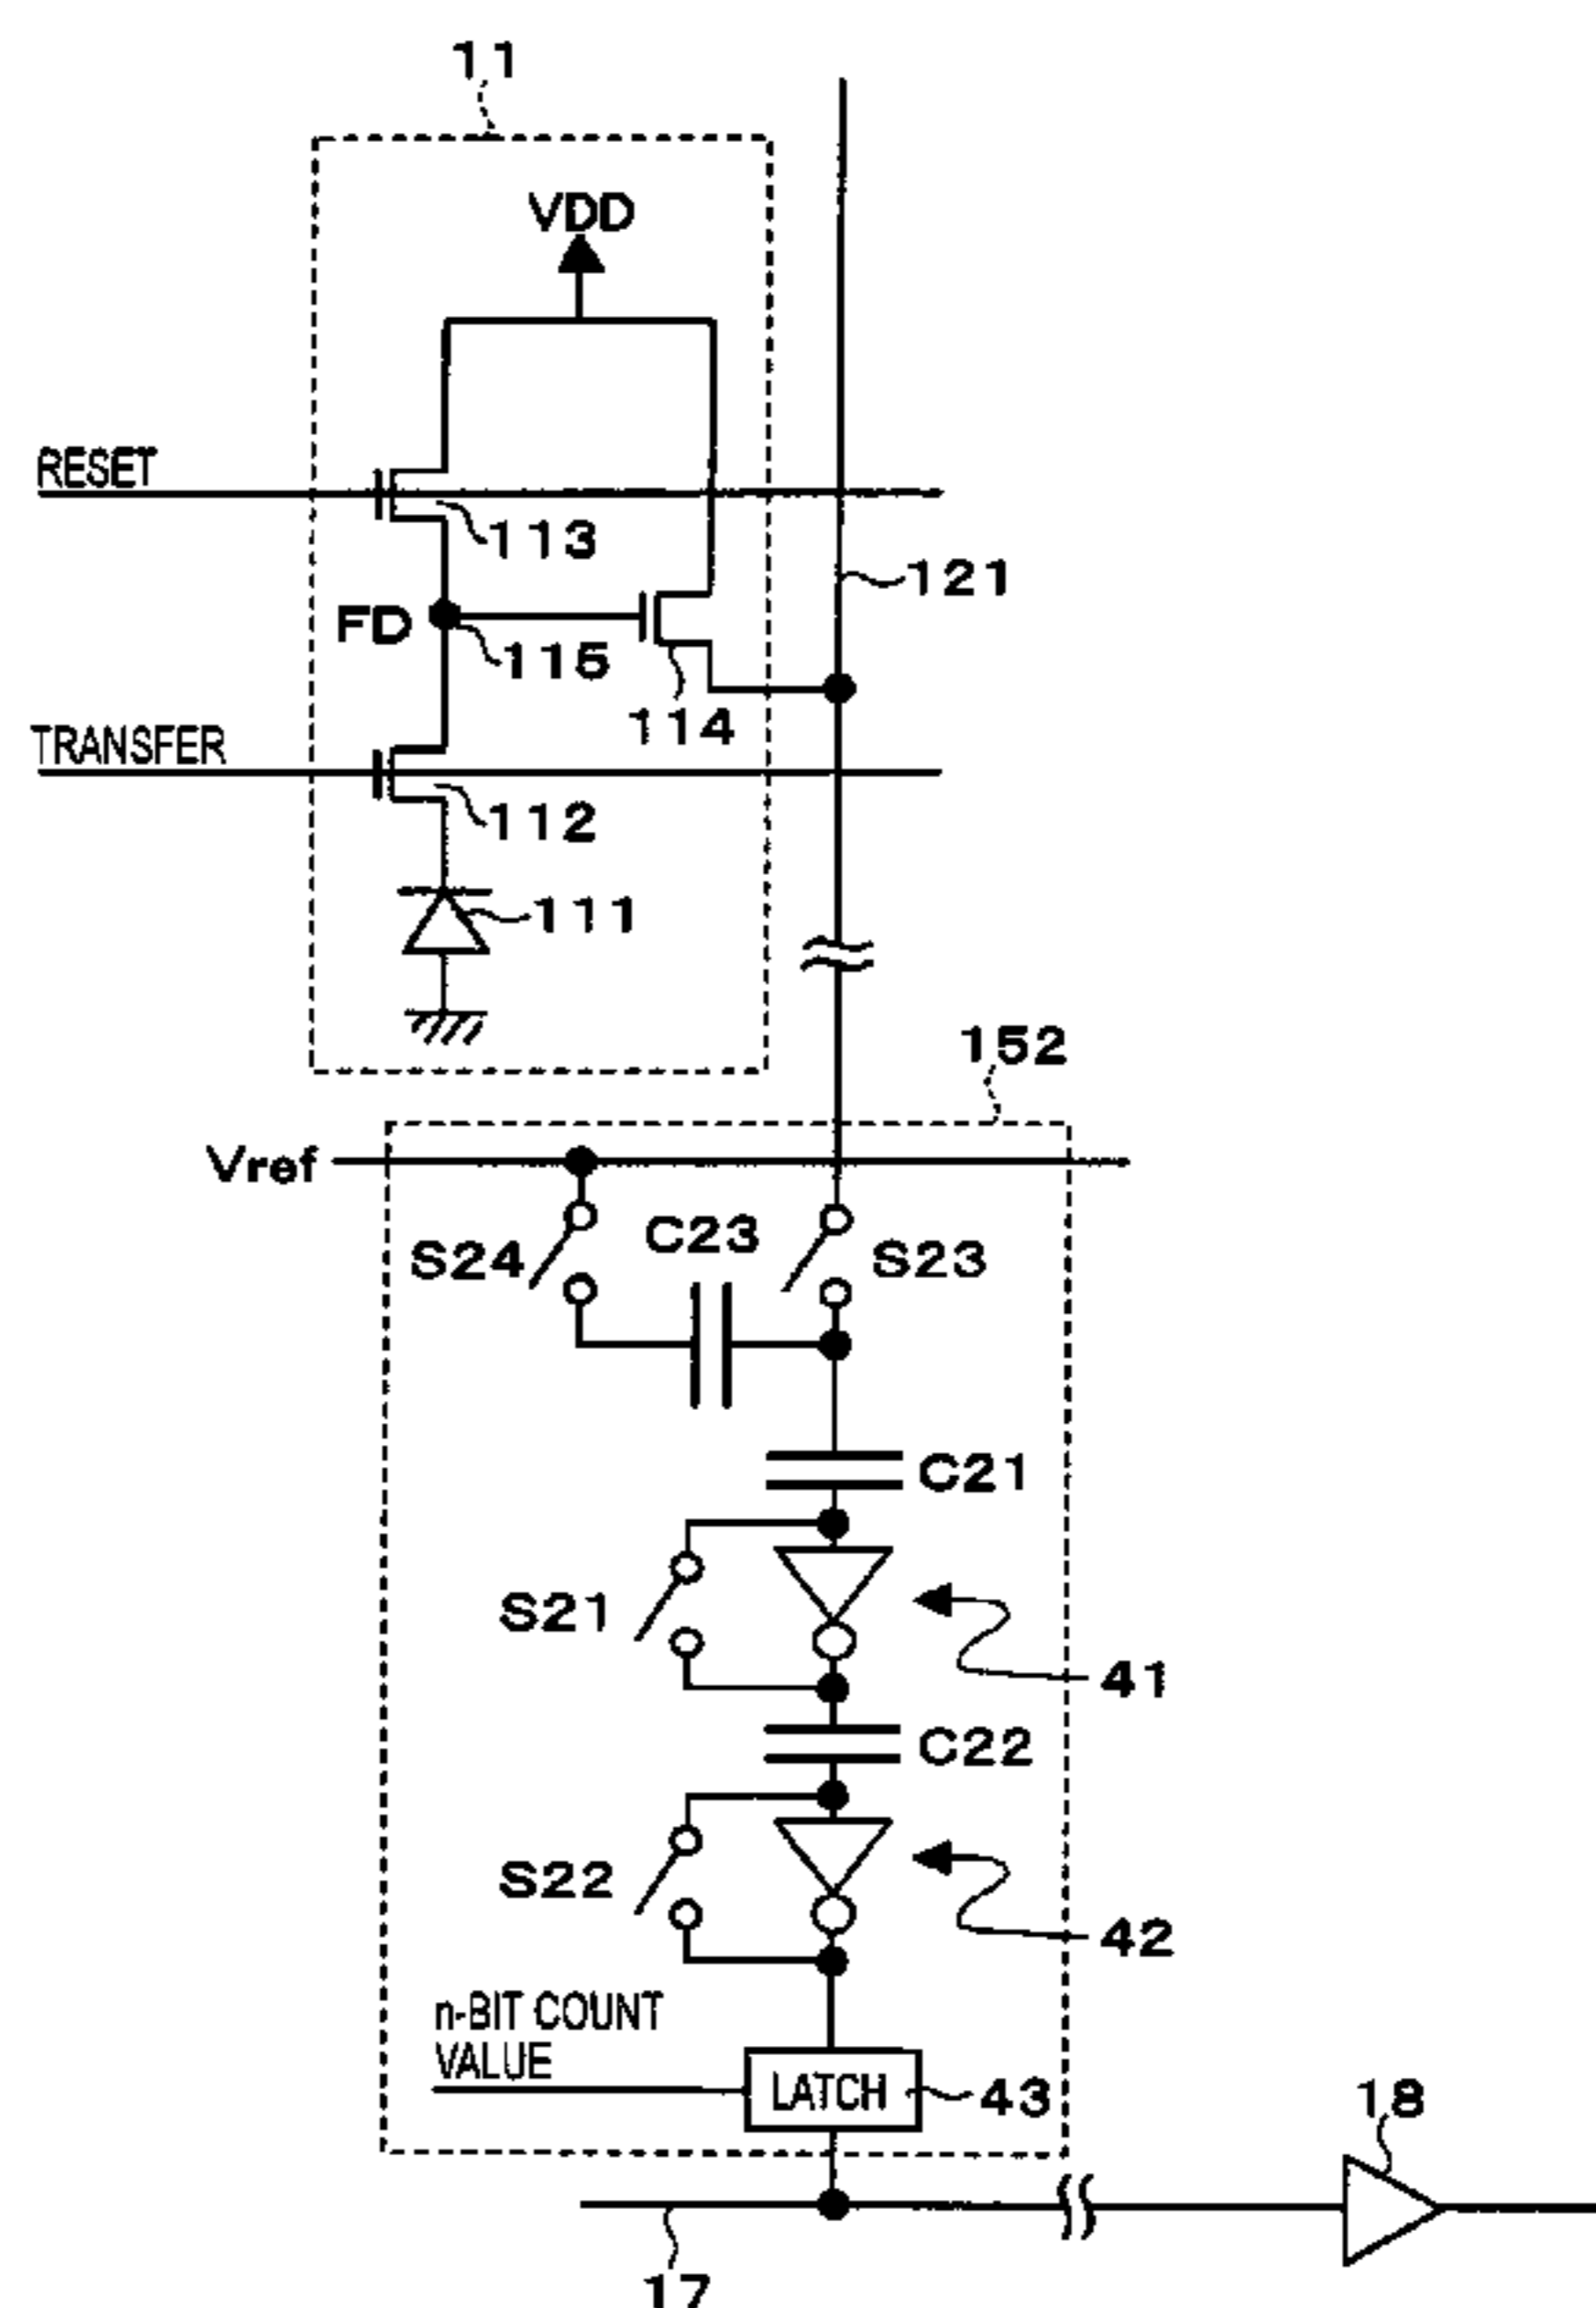 11
VDD
RESET
113
121
FD
115
114
TRANSFER
112
111
152
Vref
C23
S24
S23
C21
S21
41
C22
S22
42
n-BIT COUNT
VALUE
LATCH
43
18
17